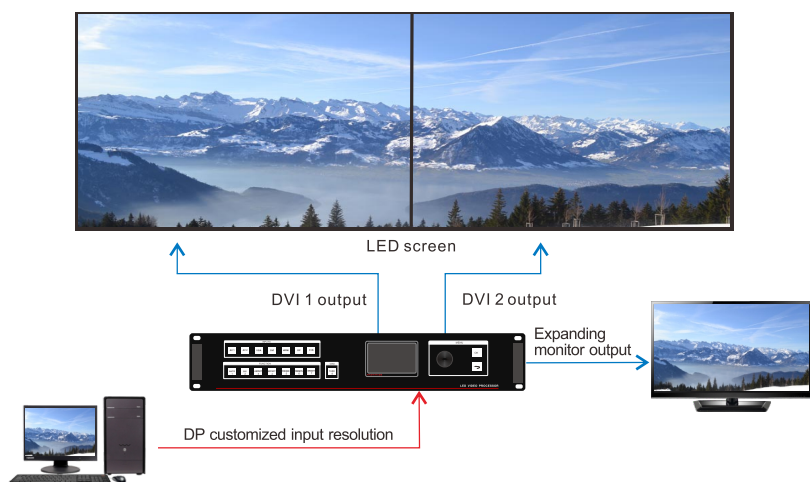 LED screen
DVI 1 output
DVI 2 output
Expanding
monitor output
LED VIDEO PROCESSOR
DP customized input resolution